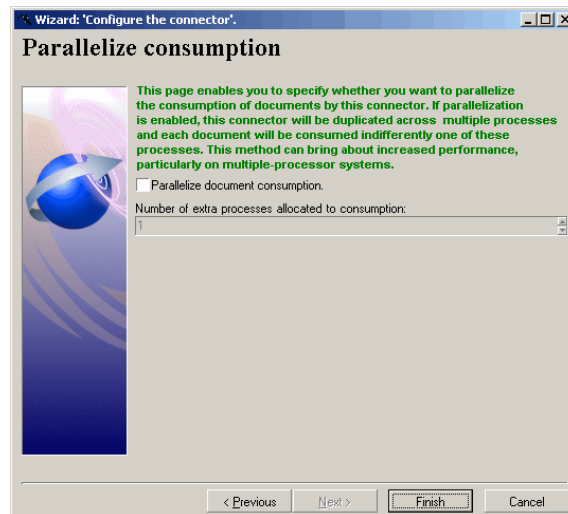 Wizard: 'Configure the connector'.
Parallelize consumption
This page enables you to specify whether you want to parallelize
the consumption of documents by this connector. If parallelization
is enabled, this connector will be duplicated across multiple processes
and each document will be consumed indifferently one of these
processes. This method can bring about increased performance,
particularly on multiple-processor systems.
Parallelize document consumption.
Number of extra processes allocated to consumption:
1
< Previous Next > Finish Cancel